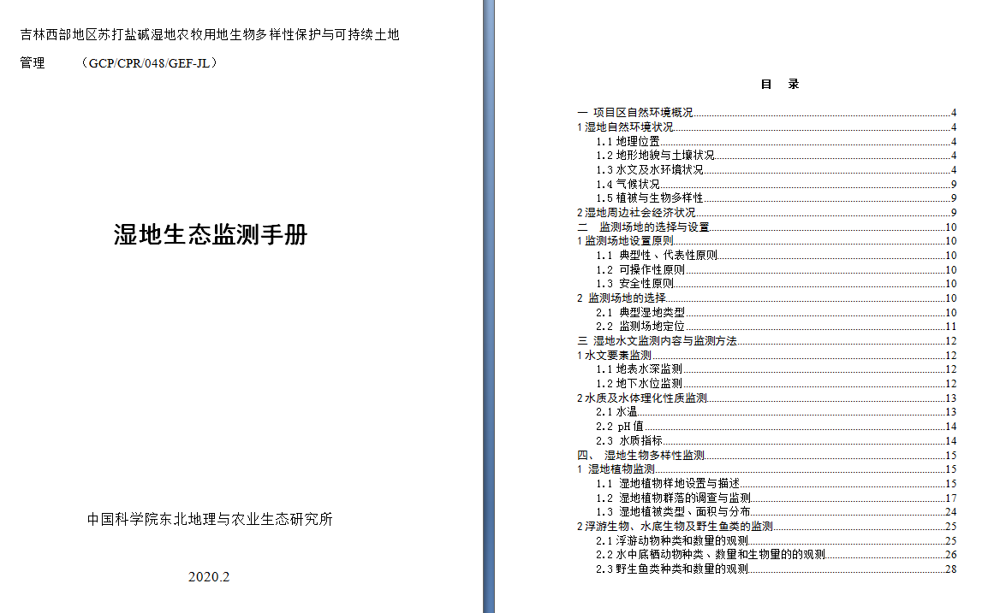 吉林西部地区苏打盐碱湿地农牧用地生物多样性保护与可持续土地
管理 （GCP/CPR/048/GEF-JL）
湿地生态监测手册
中国科学院东北地理与农业生态研究所
2020.2
目 录
一 项目区自然环境概况 4
1 湿地自然环境状况 4
1.1 地理位置 4
1.2 地形地貌与土壤状况 4
1.3 水文及水环境状况 4
1.4 气候状况 9
1.5 植被与生物多样性 9
2 湿地周边社会经济状况 9
二 监测场地的选择与设置 10
1 监测场地设置原则 10
1.1 典型性、代表性原则 10
1.2 可操作性原则 10
1.3 安全性原则 10
2 监测场地的选择 10
2.1 典型湿地类型 10
2.2 监测场地定位 11
三 湿地水文监测内容与监测方法 12
1 水文要素监测 12
1.1 地表水深监测 12
1.2 地下水位监测 12
2 水质及水体理化性质监测 13
2.1 水温 13
2.2 pH 值 14
2.3 水质指标 14
四、 湿地生物多样性监测 15
1 湿地植物监测 15
1.1 湿地植物样地设置与描述 15
1.2 湿地植物群落的调查与监测 17
1.3 湿地植被类型、面积与分布 24
2 浮游生物、水底生物及野生鱼类的监测 25
2.1 浮游动物种类和数量的观测 25
2.2 水中底栖动物种类、数量和生物量的的观测 26
2.3 野生鱼类种类和数量的观测 28